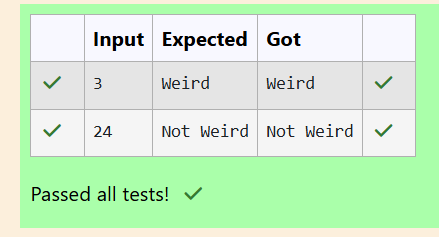 Input Expected Got
3 Weird Weird
24 Not Weird Not Weird
Passed all tests!